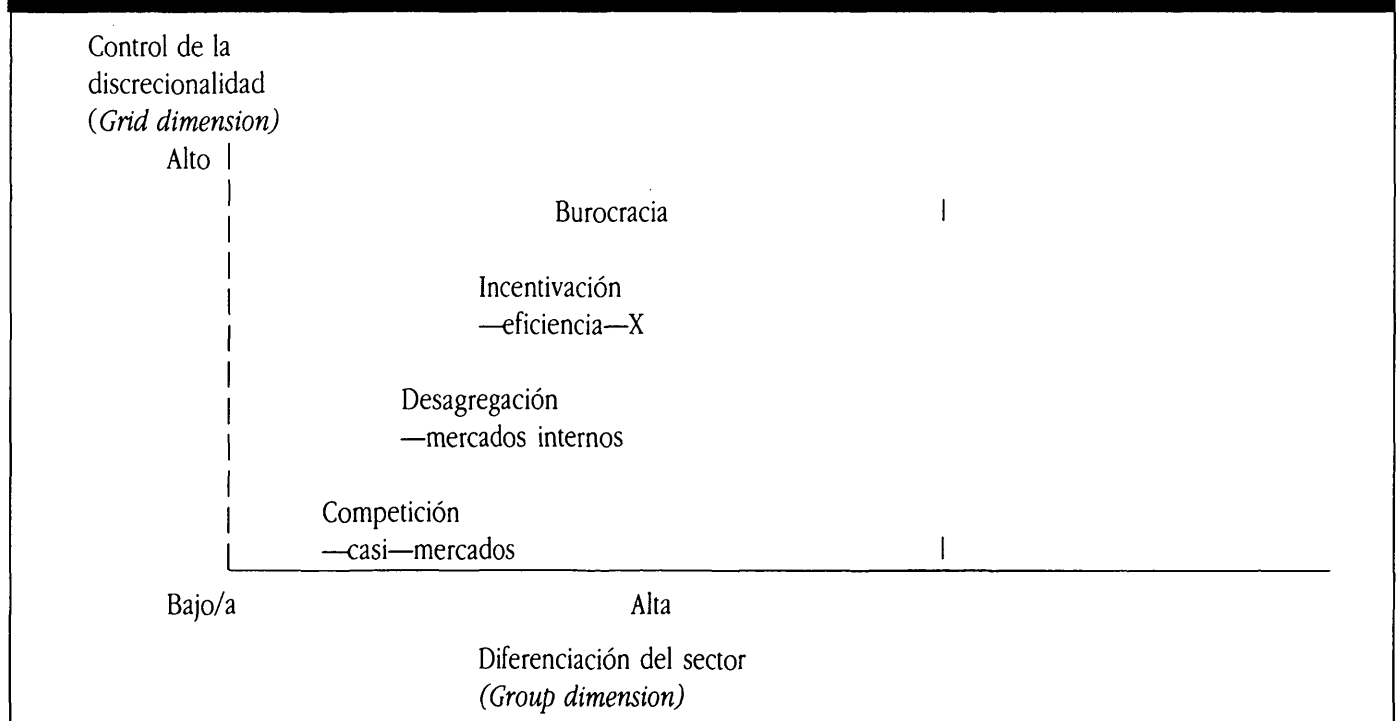 Control de la
discrecionalidad
(Grid dimension)
Alto
Burocracia
Incentivación
—eficiencia—X
Desagregación
—mercados internos
Competición
—casi—mercados
Bajo/a Alta
Diferenciación del sector
(Group dimension)